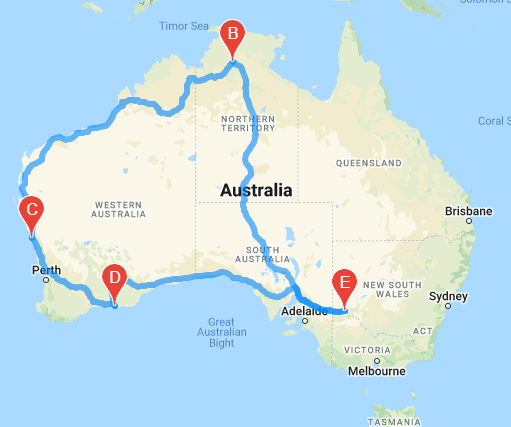 Solomon S
Timor Sea
B
NORTHERN
TERRITORY
Coral S
QUEENSLAND
Australia
C
WESTERN
AUSTRALIA
Brisbane
SOUTH
AUSTRALIA
Perth
D
E
NEW SOUTH
WALES
Sydney
Adelaide
Great
Australian
Bight
ACT
VICTORIA
Melbourne
TASMANIA